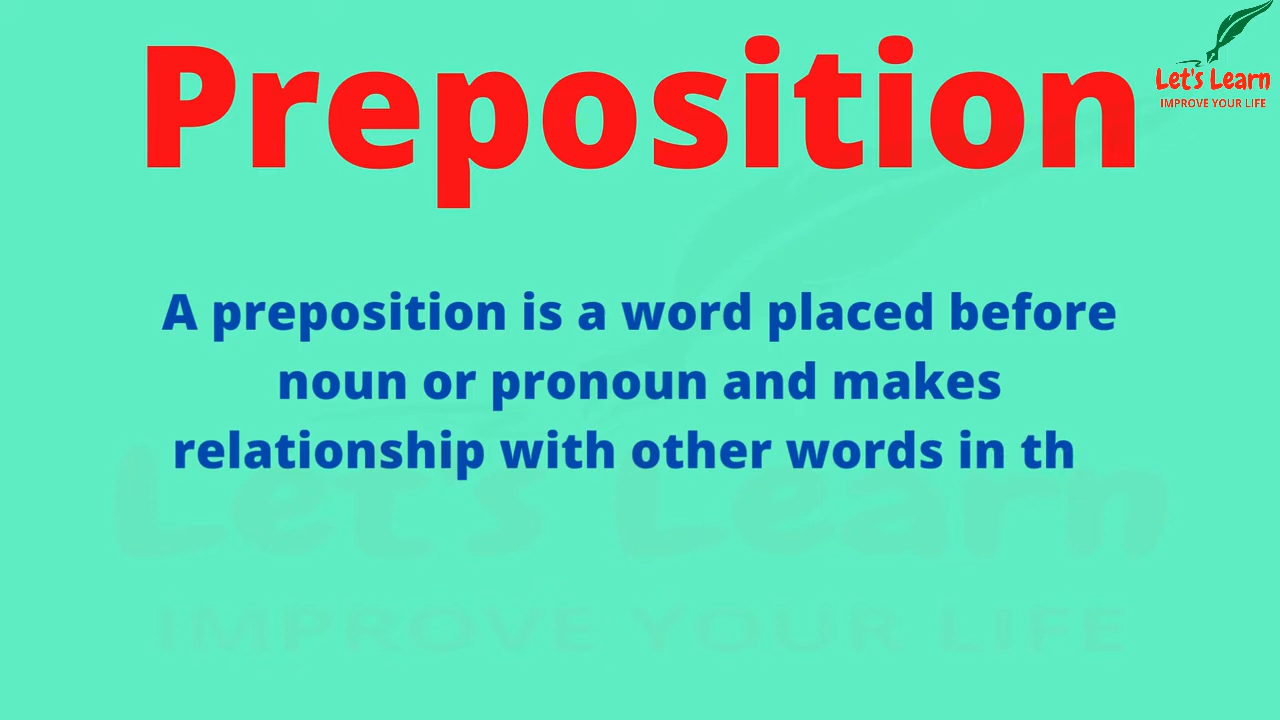 Preposition
Let's Learn
IMPROVE YOUR LIFE
A preposition is a word placed before
noun or pronoun and makes
relationship with other words in th
Let's Learn
IMPROVE YOUR LIFE